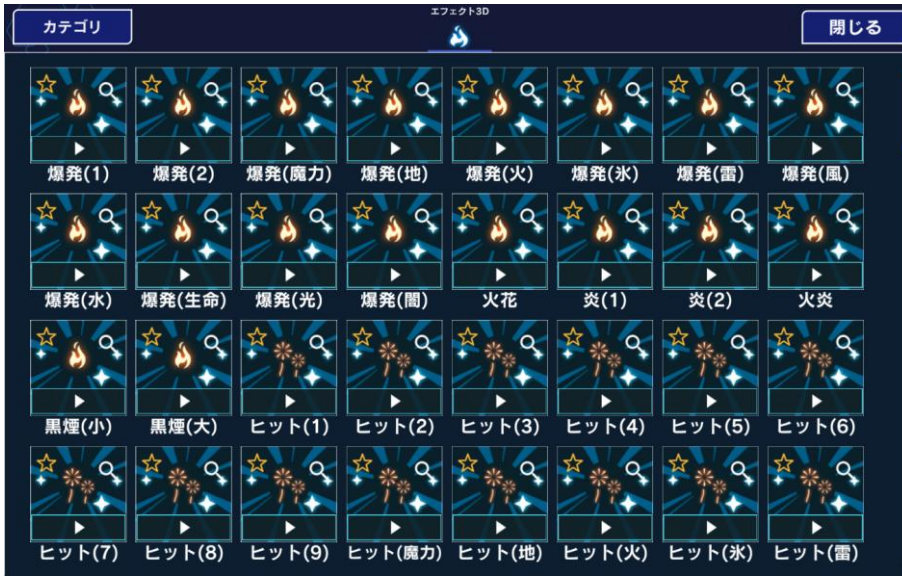 エフェクト3D
カテゴリ
閉じる
爆発(1) 爆発(2) 爆発(魔力) 爆発(地) 爆発(火) 爆発(氷) 爆発(雷) 爆発(風)
爆発(水) 爆発(生命) 爆発(光) 爆発(闇) 火花 炎(1) 炎(2) 火炎
黒煙(小) 黒煙(大) ヒット(1) ヒット(2) ヒット(3) ヒット(4) ヒット(5) ヒット(6)
ヒット(7) ヒット(8) ヒット(9) ヒット(魔力) ヒット(地) ヒット(火) ヒット(氷) ヒット(雷)